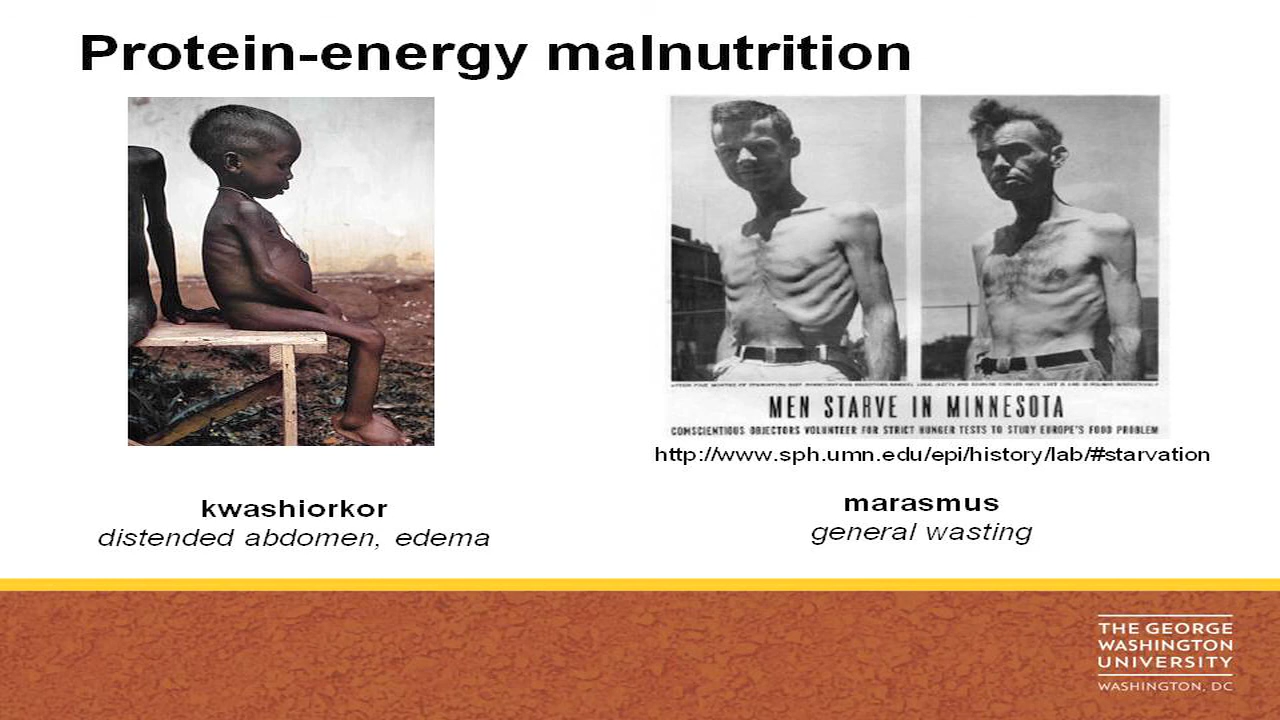 Protein-energy malnutrition
MEN STARVE IN MINNESOTA
CONSCIENTIOUS OBJECTORS VOLUNTEER FOR STRICT HUNGER TESTS TO STUDY EUROPE'S FOOD PROBLEM
http://www.sph.umn.edu/epi/history/lab/#starvation
kwashiorkor
distended abdomen, edema
marasmus
general wasting
THE GEORGE
WASHINGTON
UNIVERSITY
WASHINGTON, DC